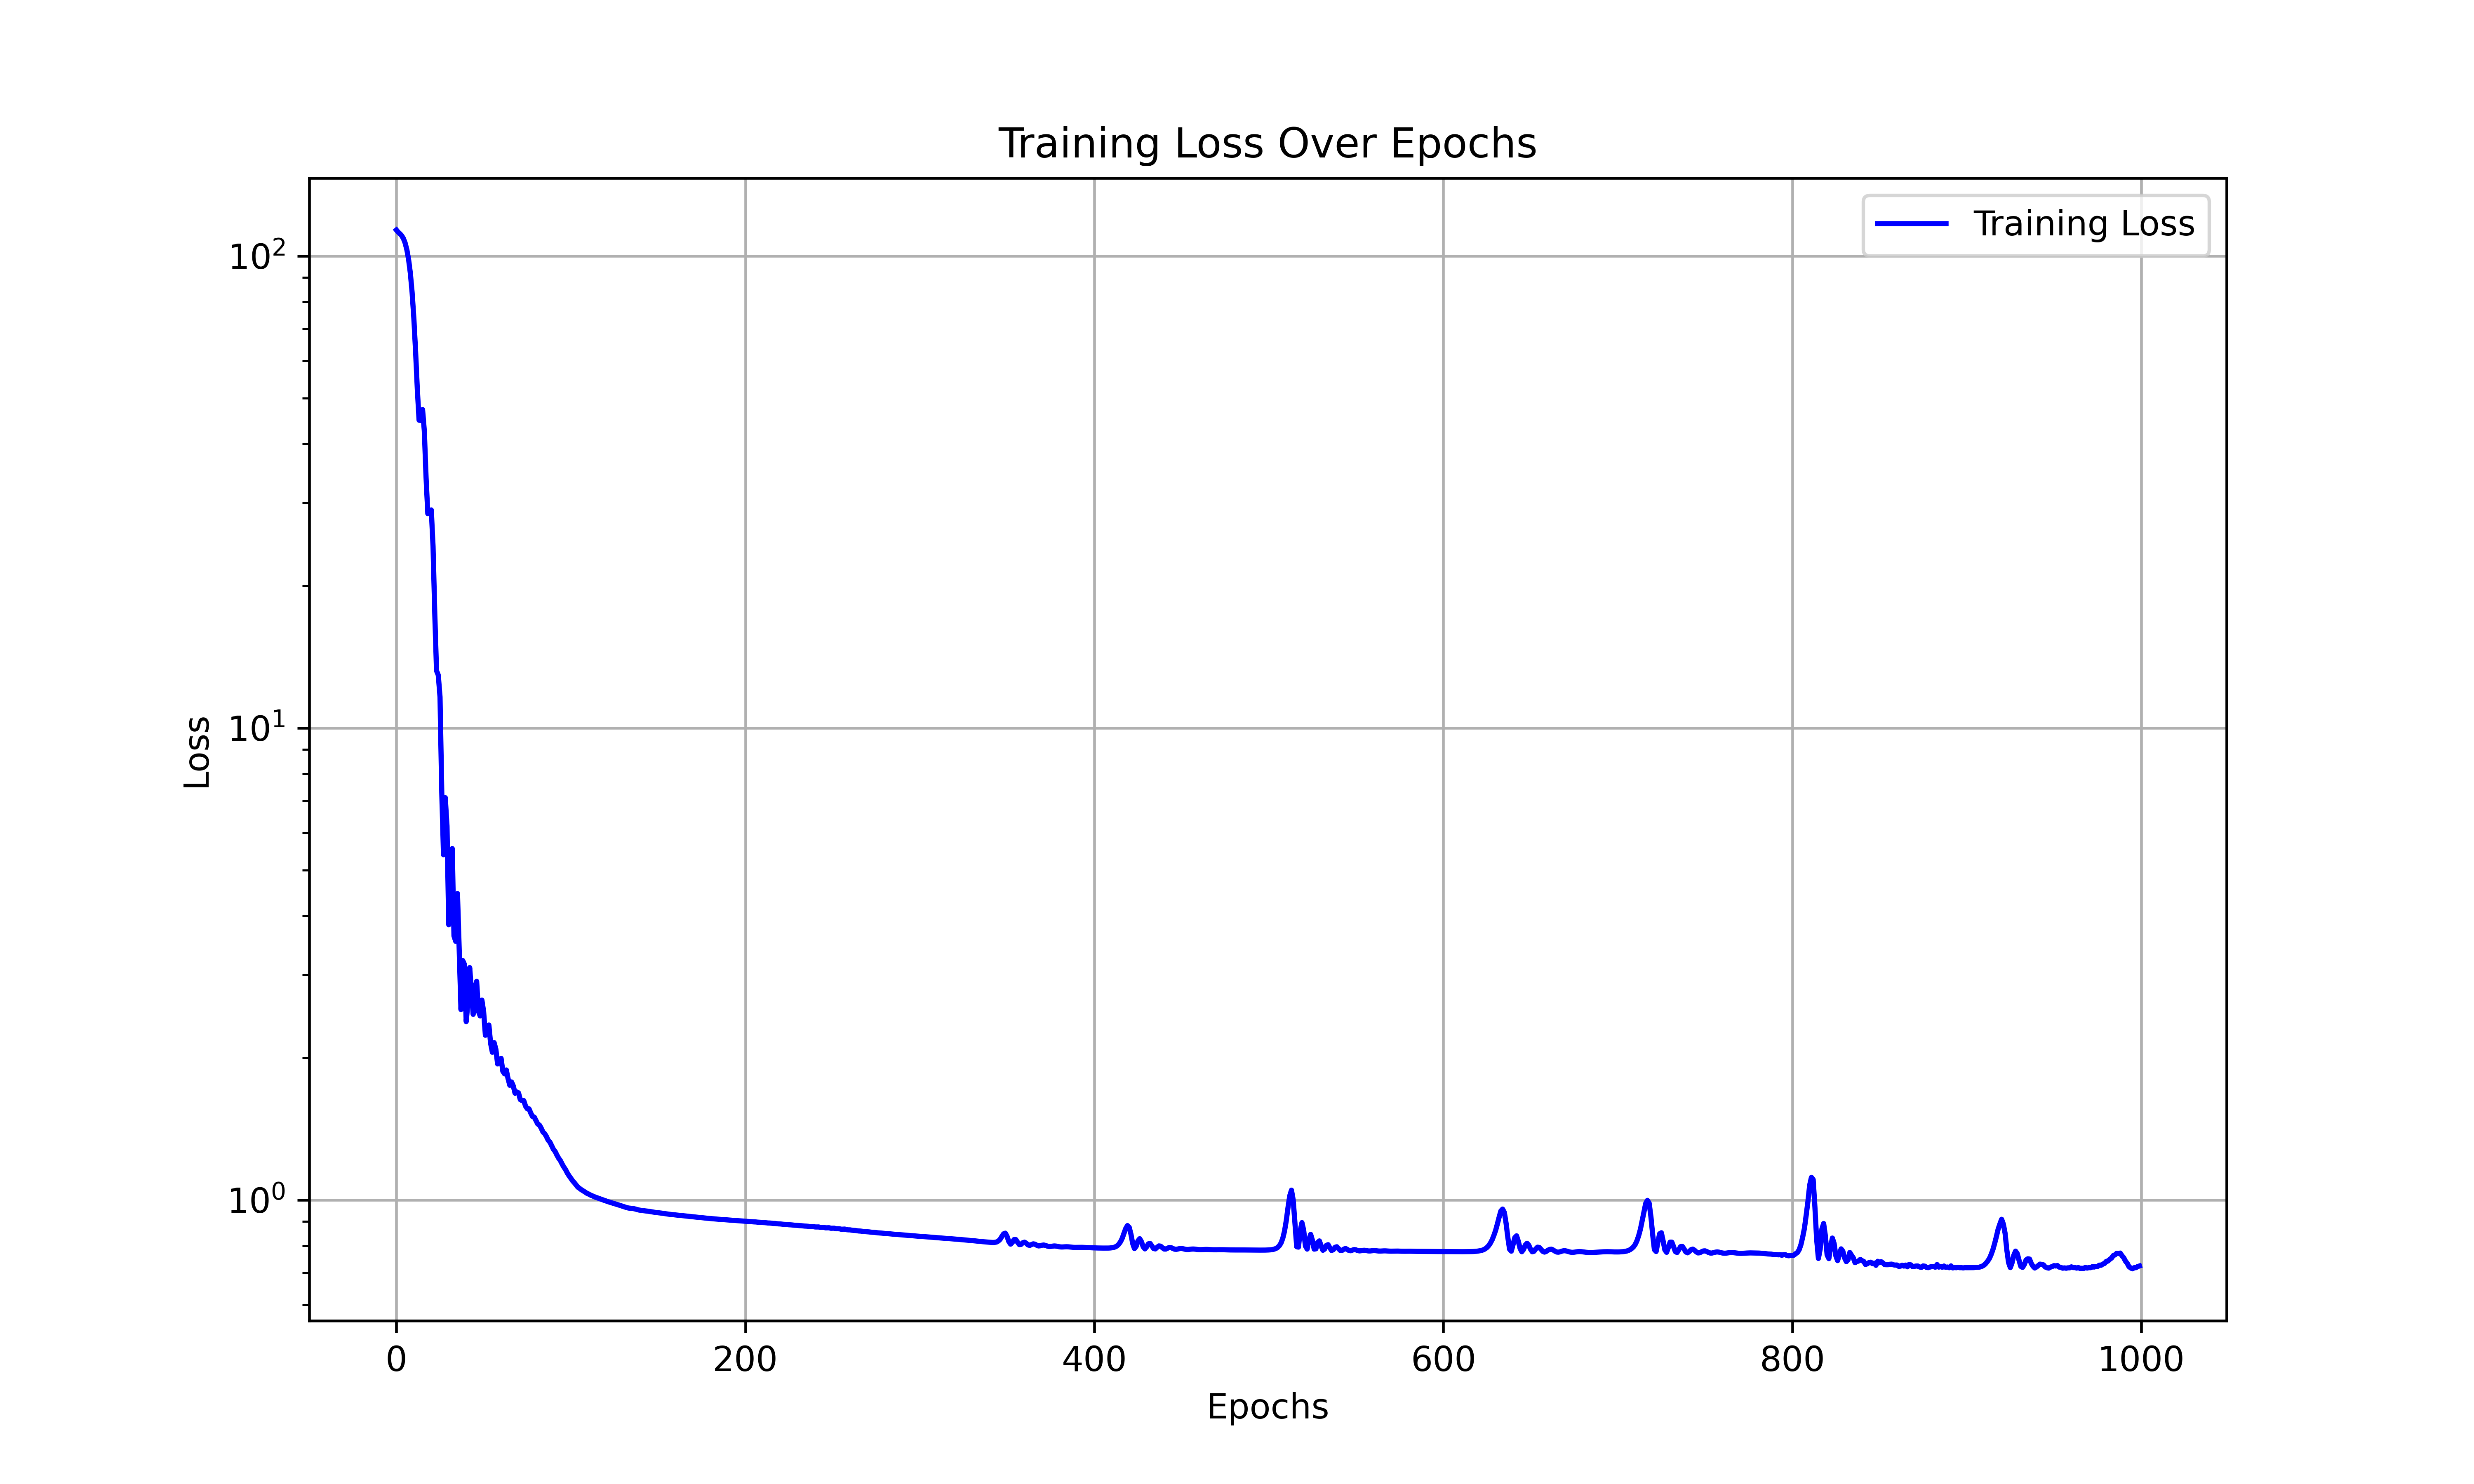 Training Loss Over Epochs
Training Loss
10²
10¹
10⁰
Loss
0 200 400 600 800 1000
Epochs